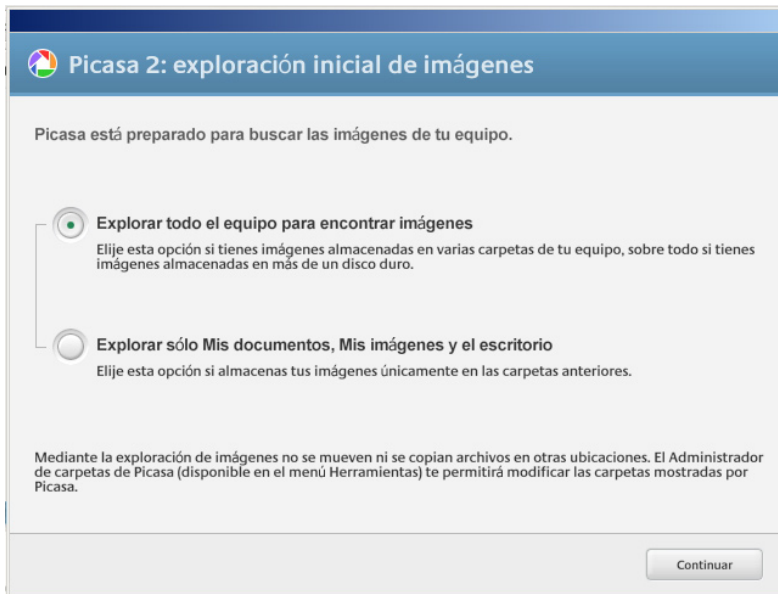 Picasa 2: exploración inicial de imágenes
Picasa está preparado para buscar las imágenes de tu equipo.
Explorar todo el equipo para encontrar imágenes
Elije esta opción si tienes imágenes almacenadas en varias carpetas de tu equipo, sobre todo si tienes
imágenes almacenadas en más de un disco duro.
Explorar sólo Mis documentos, Mis imágenes y el escritorio
Elije esta opción si almacenas tus imágenes únicamente en las carpetas anteriores.
Mediante la exploración de imágenes no se mueven ni se copian archivos en otras ubicaciones. El Administrador
de carpetas de Picasa (disponible en el menú Herramientas) te permitirá modificar las carpetas mostradas por
Picasa.
Continuar